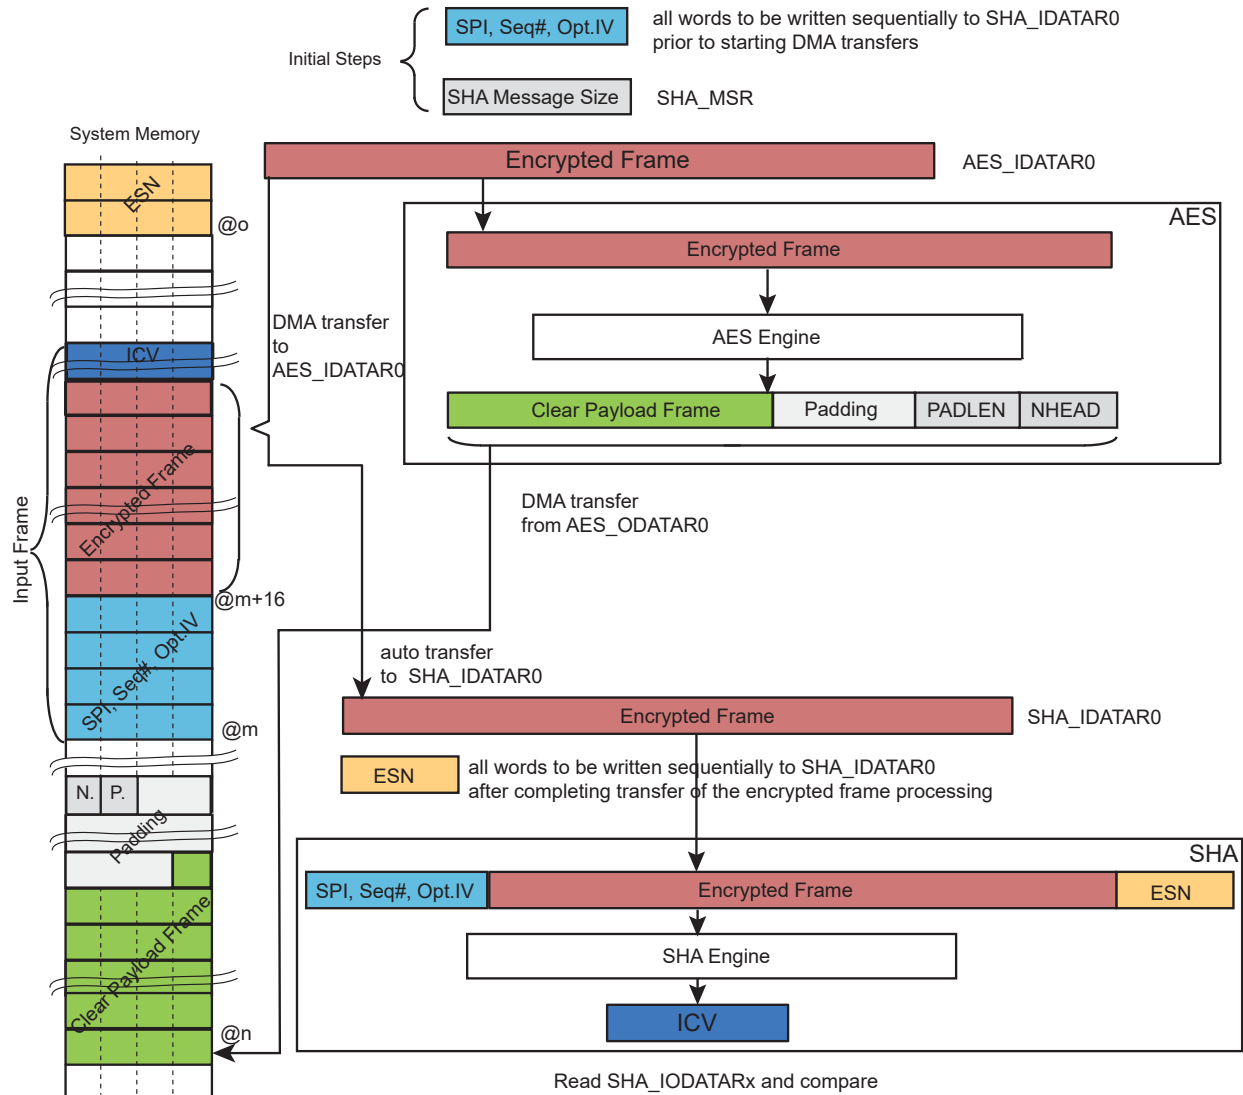 SPI, Seq#, Opt.IV
all words to be written sequentially to SHA_IDATAR0
prior to starting DMA transfers
Initial Steps
SHA Message Size
SHA_MSR
System Memory
Encrypted Frame
AES_IDATAR0
ESN
@o
AES
Encrypted Frame
DMA transfer
to
AES_IDATAR0
AES Engine
ICV
Clear Payload Frame
Padding
PADLEN
NHEAD
Encrypted Frame
Input Frame
DMA transfer
from AES_ODATAR0
@m+16
SPI, Seq#, Opt.IV
auto transfer
to SHA_IDATAR0
@m
Encrypted Frame
SHA_IDATAR0
ESN
all words to be written sequentially to SHA_IDATAR0
after completing transfer of the encrypted frame processing
N.
P.
Padding
SHA
SPI, Seq#, Opt.IV
Encrypted Frame
ESN
Clear Payload Frame
SHA Engine
ICV
@n
Read SHA_IODATARx and compare